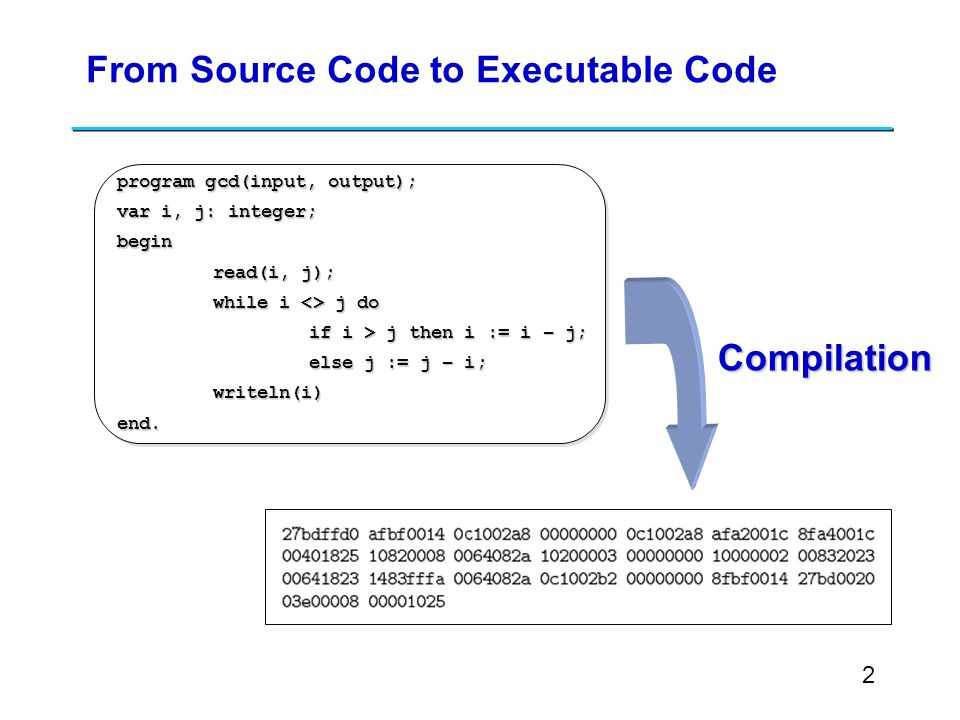 From Source Code to Executable Code
program gcd(input, output);
var i, j: integer;
begin
read(i, j);
while i <> j do
if i > j then i := i – j;
else j := j – i;
writeln(i)
end.
Compilation
27bdffd0 afbf0014 0c1002a8 00000000 0c1002a8 afa2001c 8fa4001c
00401825 10820008 0064082a 10200003 00000000 10000002 00832023
00641823 1483fffa 0064082a 0c1002b2 00000000 8fbf0014 27bd0020
03e00008 00001025
2